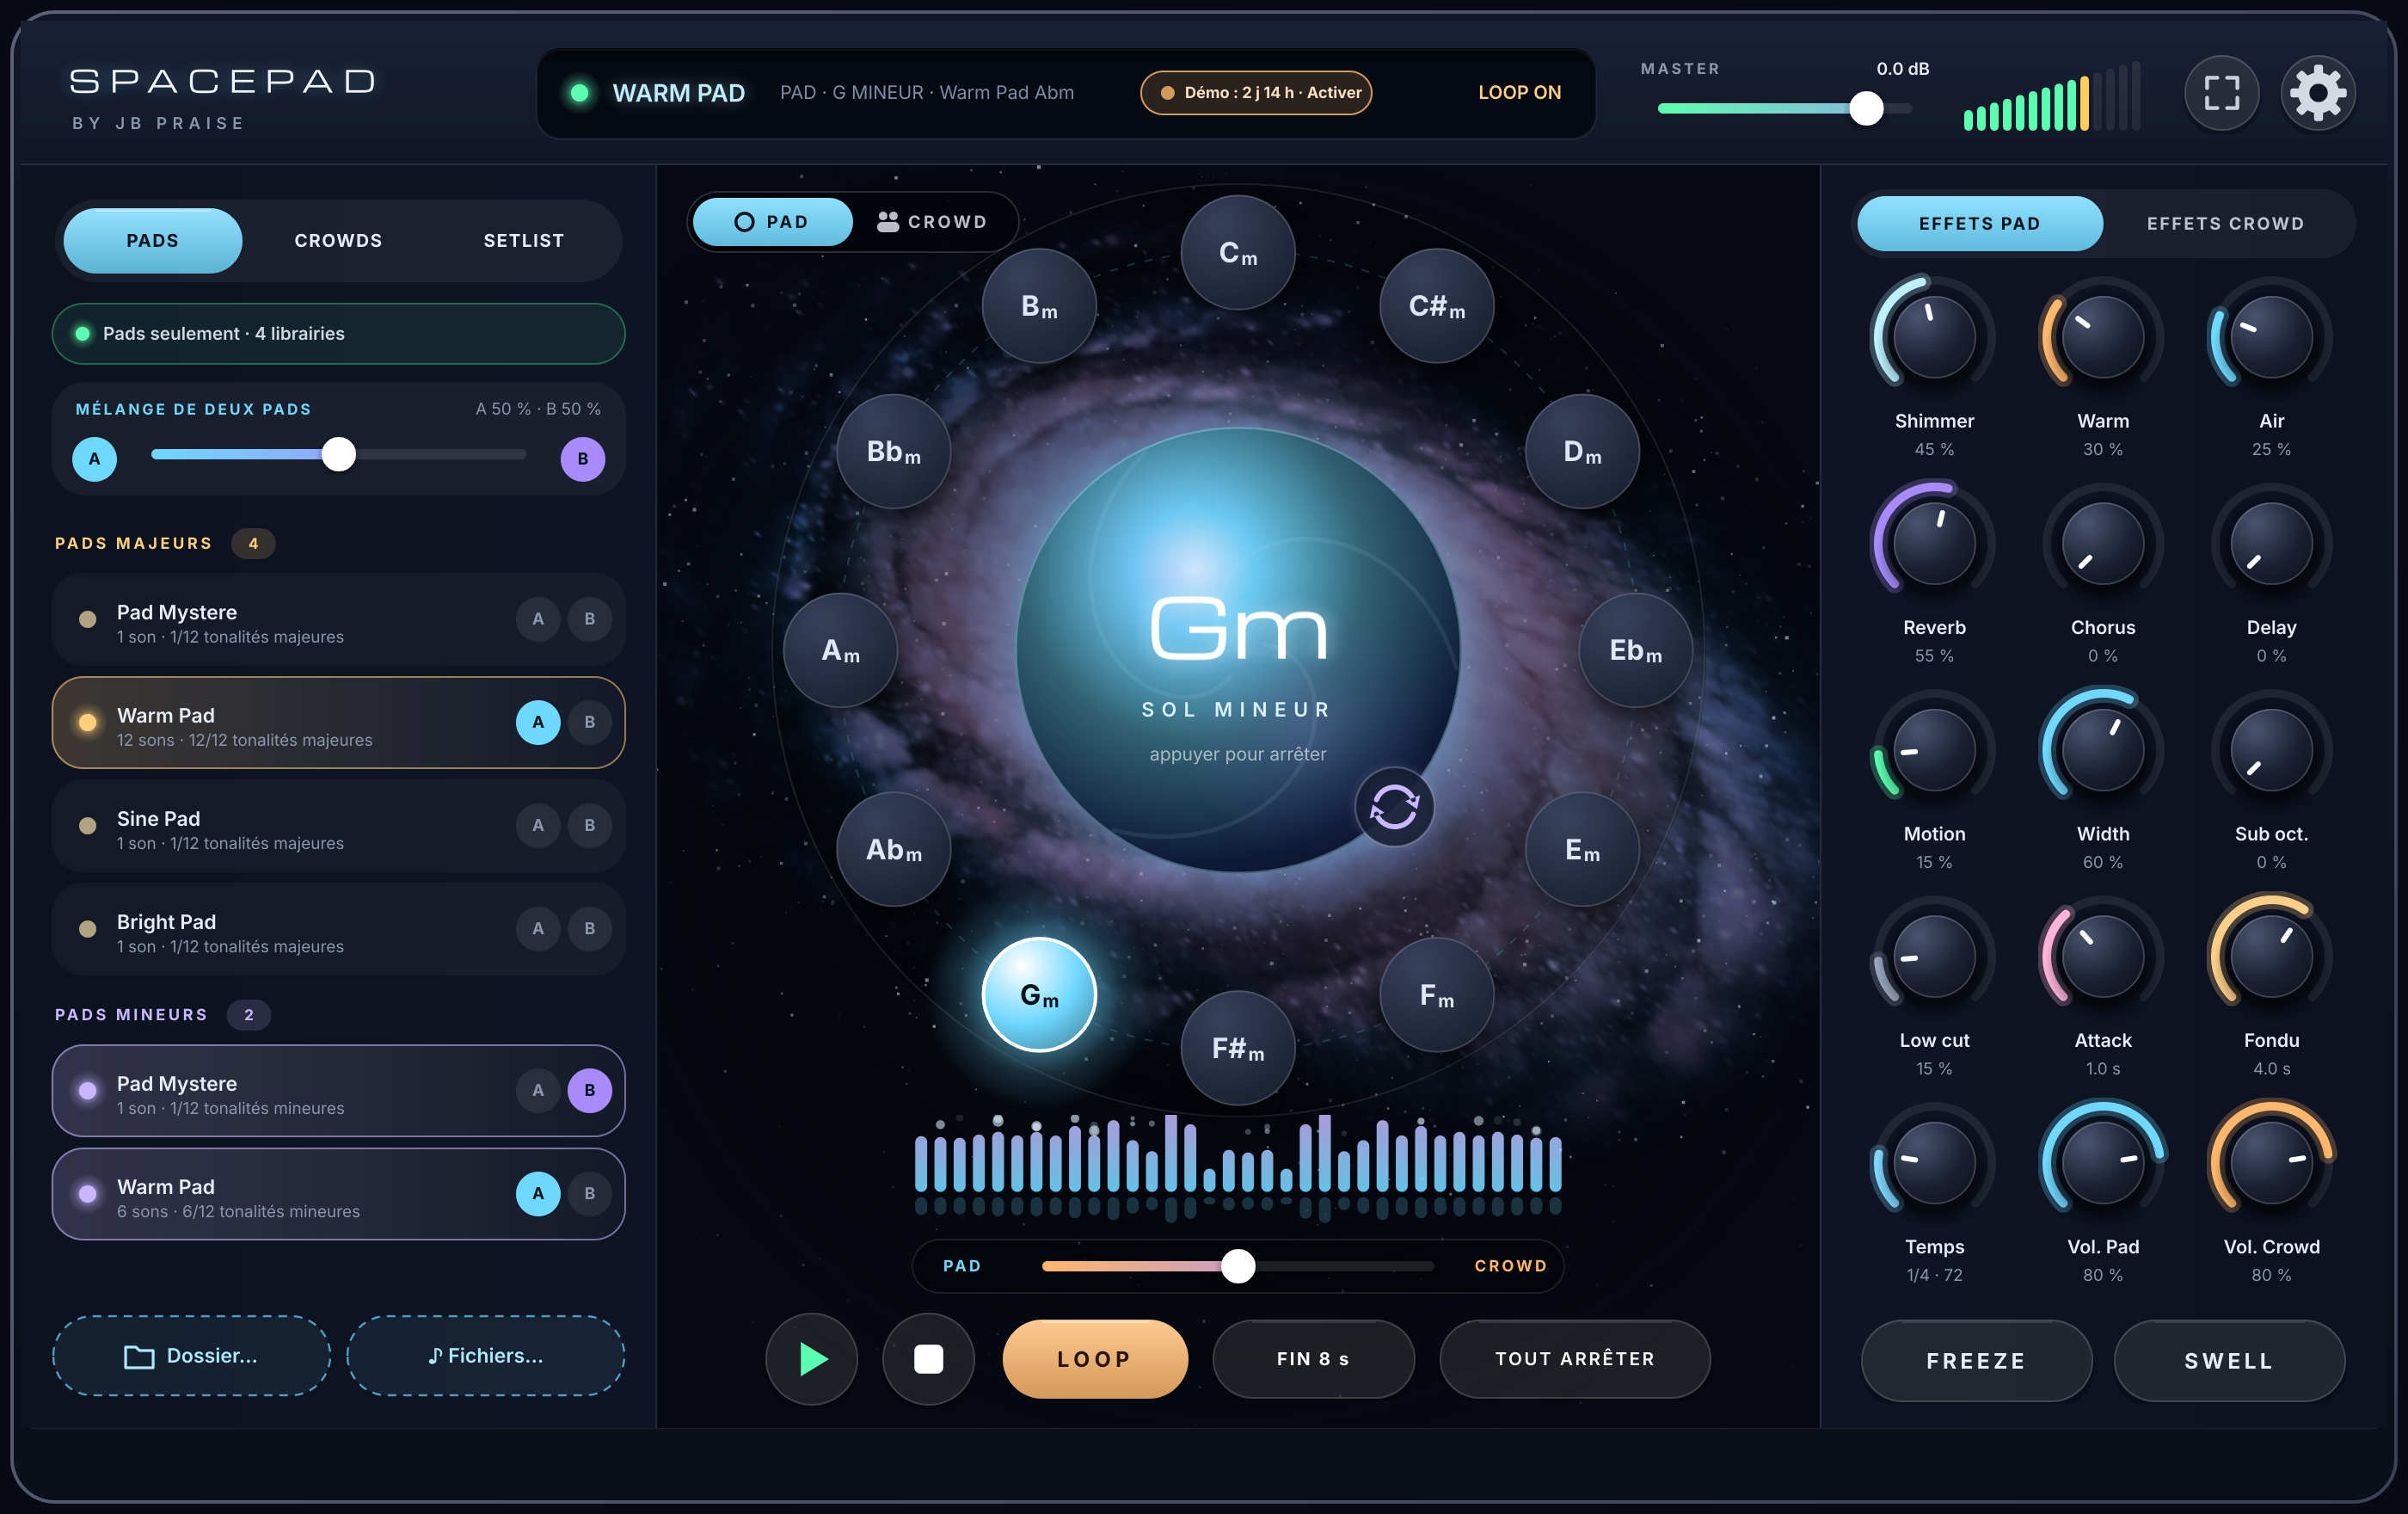 SPACEPAD
BY JB PRAISE
WARM PAD
PAD · G MINEUR · Warm Pad Abm
Démo : 2 j 14 h · Activer
LOOP ON
MASTER
0.0 dB
PADS
CROWDS
SETLIST
Pads seulement · 4 librairies
MÉLANGE DE DEUX PADS
A 50 % · B 50 %
A
B
PADS MAJEURS
4
Pad Mystere
1 son · 1/12 tonalités majeures
A
B
Warm Pad
12 sons · 12/12 tonalités majeures
A
B
Sine Pad
1 son · 1/12 tonalités majeures
A
B
Bright Pad
1 son · 1/12 tonalités majeures
A
B
PADS MINEURS
2
Pad Mystere
1 son · 1/12 tonalités mineures
A
B
Warm Pad
6 sons · 6/12 tonalités mineures
A
B
Dossier...
Fichiers...
PAD
CROWD
Cm
C#m
Dm
Ebm
Em
Fm
F#m
Gm
Abm
Am
Bbm
Bm
Gm
SOL MINEUR
appuyer pour arrêter
PAD
CROWD
LOOP
FIN 8 s
TOUT ARRÊTER
EFFETS PAD
EFFETS CROWD
Shimmer
45 %
Warm
30 %
Air
25 %
Reverb
55 %
Chorus
0 %
Delay
0 %
Motion
15 %
Width
60 %
Sub oct.
0 %
Low cut
15 %
Attack
1.0 s
Fondu
4.0 s
Temps
1/4 · 72
Vol. Pad
80 %
Vol. Crowd
80 %
FREEZE
SWELL